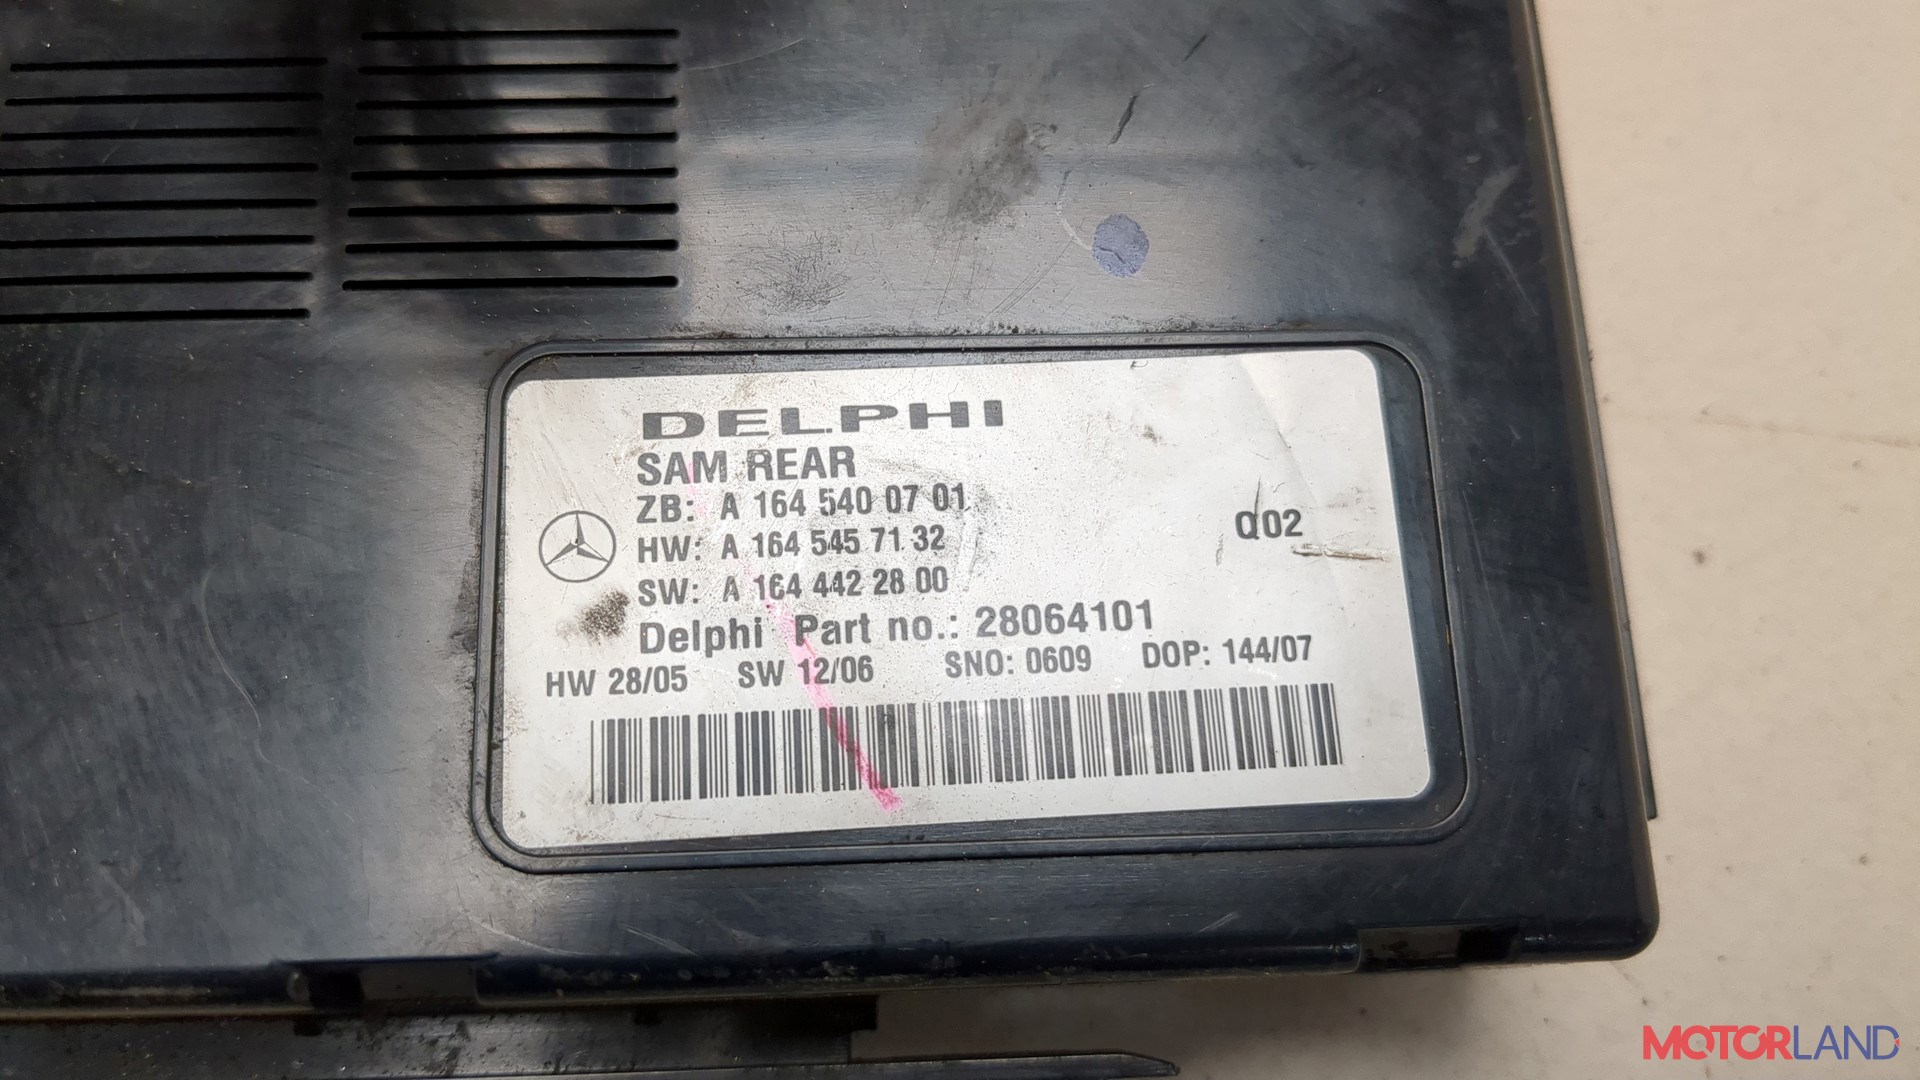 DELPHI
SAM REAR
ZB: A 164 540 07 01
HW: A 164 545 71 32
Q02
SW: A 164 442 28 00
Delphi Part no.: 28064101
HW 28/05 SW 12/06 SNO: 0609 DOP: 144/07
MOTORLAND